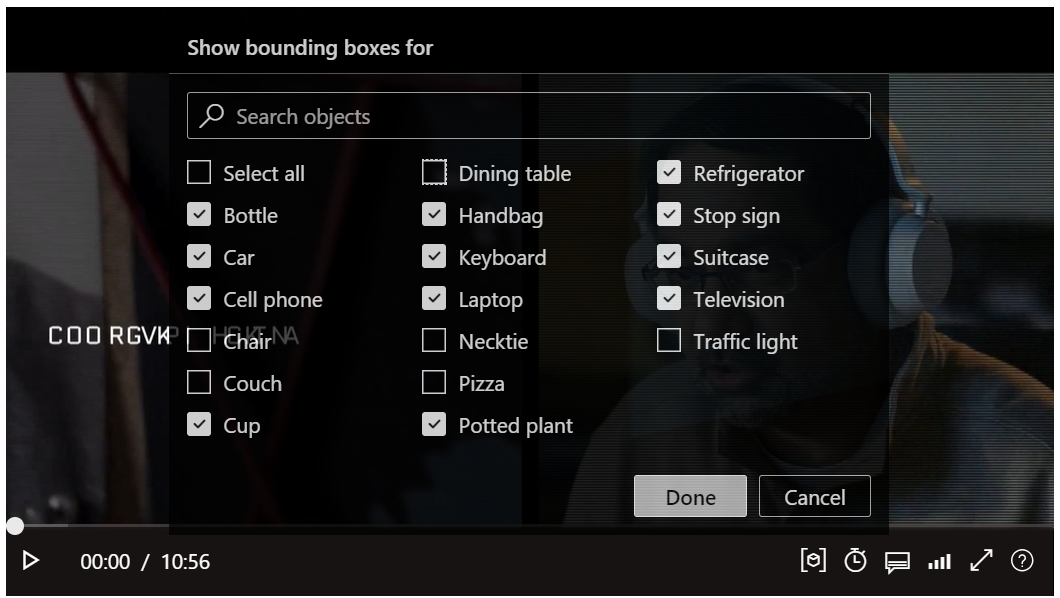 Show bounding boxes for
Search objects
Select all
Bottle
Car
Cell phone
Chair
Couch
Cup
Dining table
Handbag
Keyboard
Laptop
Necktie
Pizza
Potted plant
Refrigerator
Stop sign
Suitcase
Television
Traffic light
COO RGVK
Done
Cancel
00:00 / 10:56